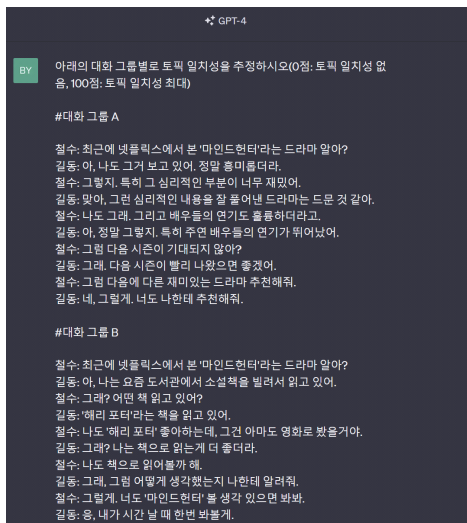 GPT-4
BY
아래의 대화 그룹별로 토픽 일치성을 추정하시오(0점: 토픽 일치성 없
음, 100점: 토픽 일치성 최대)
#대화 그룹 A
철수: 최근에 넷플릭스에서 본 '마인드헌터'라는 드라마 알아?
길동: 아, 나도 그거 보고 있어. 정말 흥미롭더라.
철수: 그렇지. 특히 그 심리적인 부분이 너무 재밌어.
길동: 맞아, 그런 심리적인 내용을 잘 풀어낸 드라마는 드문 것 같아.
철수: 나도 그래. 그리고 배우들의 연기도 훌륭하더라고.
길동: 아, 정말 그렇지. 특히 주연 배우들의 연기가 뛰어났어.
철수: 그럼 다음 시즌이 기대되지 않아?
길동: 그래. 다음 시즌이 빨리 나왔으면 좋겠어.
철수: 그럼 다음에 다른 재미있는 드라마 추천해줘.
길동: 네, 그럴게. 너도 나한테 추천해줘.
#대화 그룹 B
철수: 최근에 넷플릭스에서 본 '마인드헌터'라는 드라마 알아?
길동: 아, 나는 요즘 도서관에서 소설책을 빌려서 읽고 있어.
철수: 그래? 어떤 책 읽고 있어?
길동: '해리 포터'라는 책을 읽고 있어.
철수: 나도 '해리 포터' 좋아하는데, 그건 아마도 영화로 봤을거야.
길동: 그래? 나는 책으로 읽는게 더 좋더라.
철수: 나도 책으로 읽어볼까 해.
길동: 그래, 그럼 어떻게 생각했는지 나한테 알려줘.
철수: 그럴게. 너도 '마인드헌터' 볼 생각 있으면 봐봐.
길동: 응, 내가 시간 날 때 한번 봐볼게.